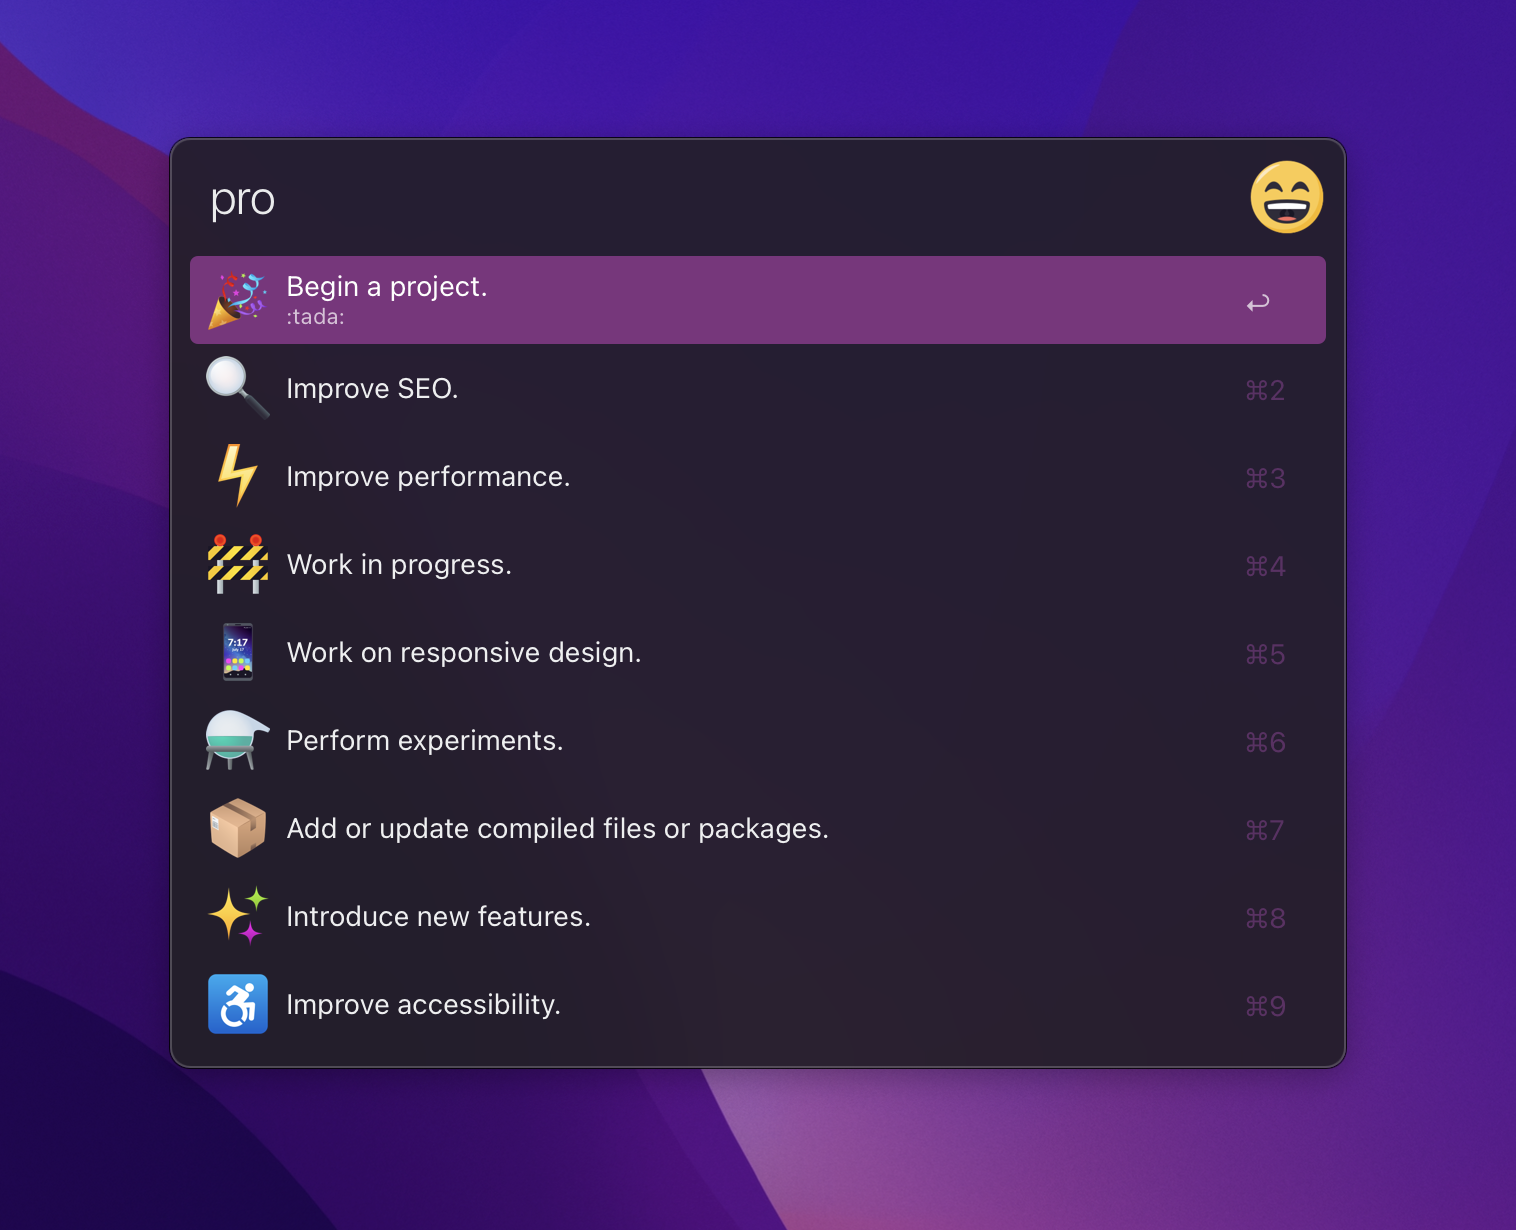 pro
Begin a project.
:tada:
↩
Improve SEO.
⌘2
Improve performance.
⌘3
Work in progress.
⌘4
7:17
July 17
Work on responsive design.
⌘5
Perform experiments.
⌘6
Add or update compiled files or packages.
⌘7
Introduce new features.
⌘8
Improve accessibility.
⌘9